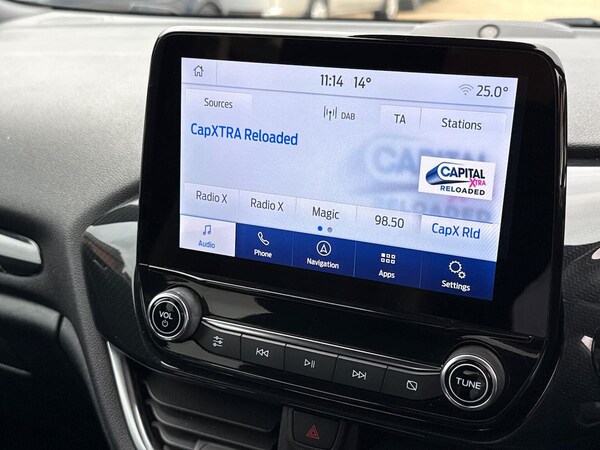 11:14 14° 25.0°
Sources DAB TA Stations
CapXTRA Reloaded
CAPITAL
CAPITAL
XTRA
RELOADED
Radio X Radio X Magic 98.50 CapX Rld
Audio Phone Navigation Apps Settings
VOL
TUNE